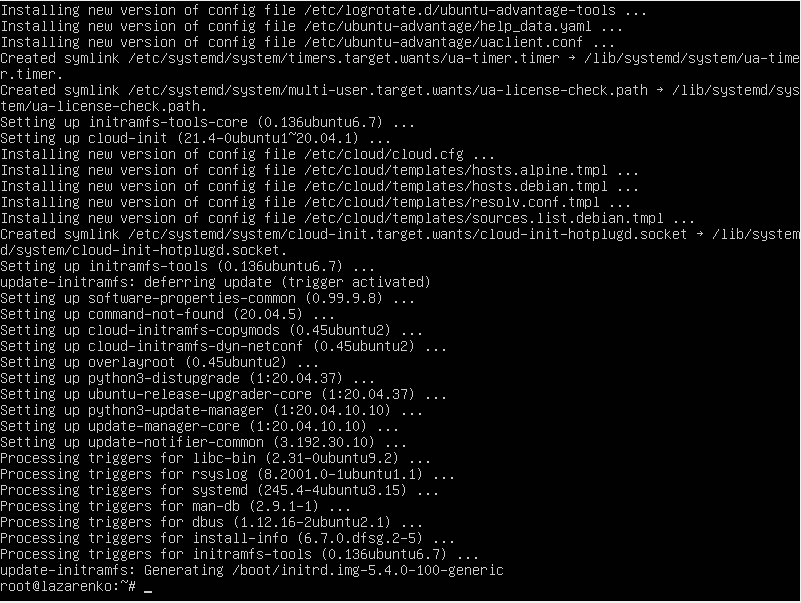 Installing new version of config file /etc/logrotate.d/ubuntu-advantage-tools ...
Installing new version of config file /etc/ubuntu-advantage/help_data.yaml ...
Installing new version of config file /etc/ubuntu-advantage/uaclient.conf ...
Created symlink /etc/systemd/system/timers.target.wants/ua-timer.timer → /lib/systemd/system/ua-time
r.timer.
Created symlink /etc/systemd/system/multi-user.target.wants/ua-license-check.path → /lib/systemd/sys
tem/ua-license-check.path.
Setting up initramfs-tools-core (0.136ubuntu6.7) ...
Setting up cloud-init (21.4-0ubuntu1~20.04.1) ...
Installing new version of config file /etc/cloud/cloud.cfg ...
Installing new version of config file /etc/cloud/templates/hosts.alpine.tmpl ...
Installing new version of config file /etc/cloud/templates/hosts.debian.tmpl ...
Installing new version of config file /etc/cloud/templates/resolv.conf.tmpl ...
Installing new version of config file /etc/cloud/templates/sources.list.debian.tmpl ...
Created symlink /etc/systemd/system/cloud-init.target.wants/cloud-init-hotplugd.socket → /lib/system
d/system/cloud-init-hotplugd.socket.
Setting up initramfs-tools (0.136ubuntu6.7) ...
update-initramfs: deferring update (trigger activated)
Setting up software-properties-common (0.99.9.8) ...
Setting up command-not-found (20.04.5) ...
Setting up cloud-initramfs-copymods (0.45ubuntu2) ...
Setting up cloud-initramfs-dyn-netconf (0.45ubuntu2) ...
Setting up overlayroot (0.45ubuntu2) ...
Setting up python3-distupgrade (1:20.04.37) ...
Setting up ubuntu-release-upgrader-core (1:20.04.37) ...
Setting up python3-update-manager (1:20.04.10.10) ...
Setting up update-manager-core (1:20.04.10.10) ...
Setting up update-notifier-common (3.192.30.10) ...
Processing triggers for libc-bin (2.31-0ubuntu9.2) ...
Processing triggers for rsyslog (8.2001.0-1ubuntu1.1) ...
Processing triggers for systemd (245.4-4ubuntu3.15) ...
Processing triggers for man-db (2.9.1-1) ...
Processing triggers for dbus (1.12.16-2ubuntu2.1) ...
Processing triggers for install-info (6.7.0.dfsg.2-5) ...
Processing triggers for initramfs-tools (0.136ubuntu6.7) ...
update-initramfs: Generating /boot/initrd.img-5.4.0-100-generic
root@lazarenko:~# _